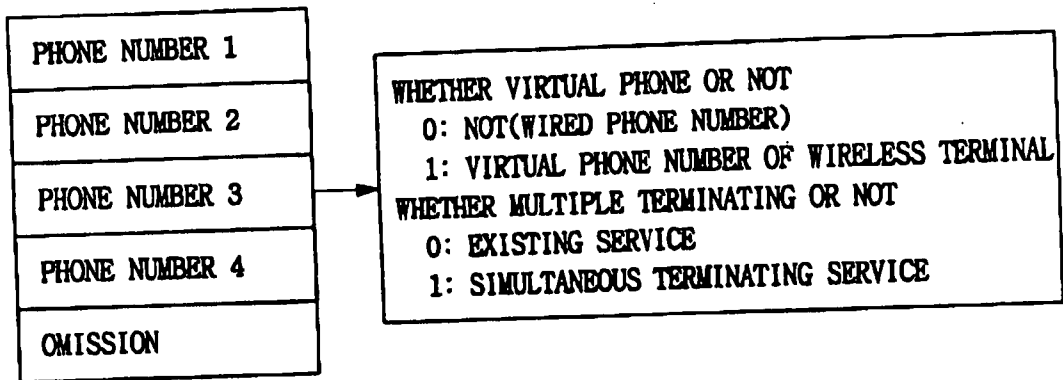 PHONE NUMBER 1
PHONE NUMBER 2
PHONE NUMBER 3
PHONE NUMBER 4
OMISSION
WHETHER VIRTUAL PHONE OR NOT
0: NOT(WIRED PHONE NUMBER)
1: VIRTUAL PHONE NUMBER OF WIRELESS TERMINAL
WHETHER MULTIPLE TERMINATING OR NOT
0: EXISTING SERVICE
1: SIMULTANEOUS TERMINATING SERVICE